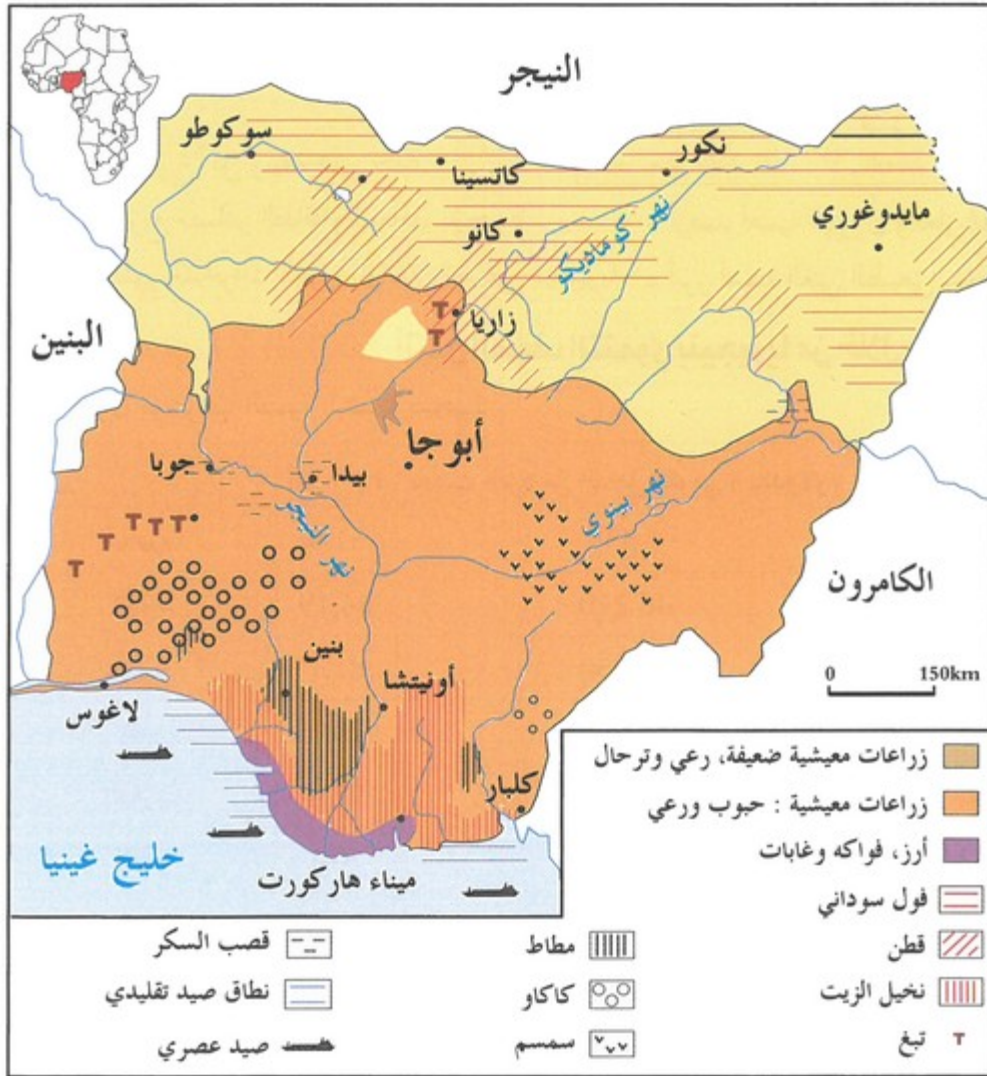 النيجر
سوكوطو
كاتسينا
نكور
كانو
نهر كوماديكو
مايدوغوري
زاريا
البنين
أبوجا
جوبا
بيدا
نهر النيجر
نهر بينوي
الكامرون
بنين
أونيتشا
لاغوس
كلبار
0 150km
خليج غينيا
ميناء هاركورت
زراعات معيشية ضعيفة، رعي وترحال
زراعات معيشية : حبوب ورعي
أرز، فواكه وغابات
فول سوداني
قطن
نخيل الزيت
تبغ
مطاط
كاكاو
سمسم
قصب السكر
نطاق صيد تقليدي
صيد عصري